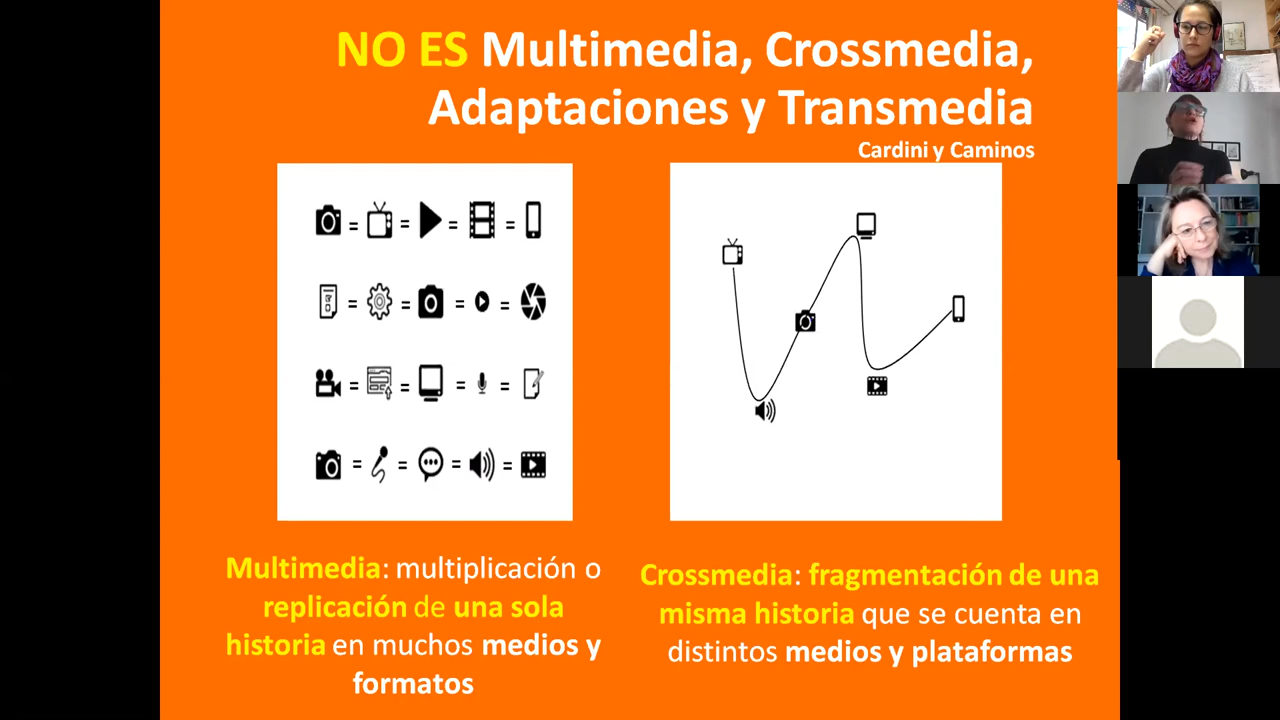 NO ES Multimedia, Crossmedia,
Adaptaciones y Transmedia
Cardini y Caminos
= = = =
= = = =
= = = =
= = = =
Multimedia: multiplicación o
replicación de una sola
historia en muchos medios y
formatos
Crossmedia: fragmentación de una
misma historia que se cuenta en
distintos medios y plataformas